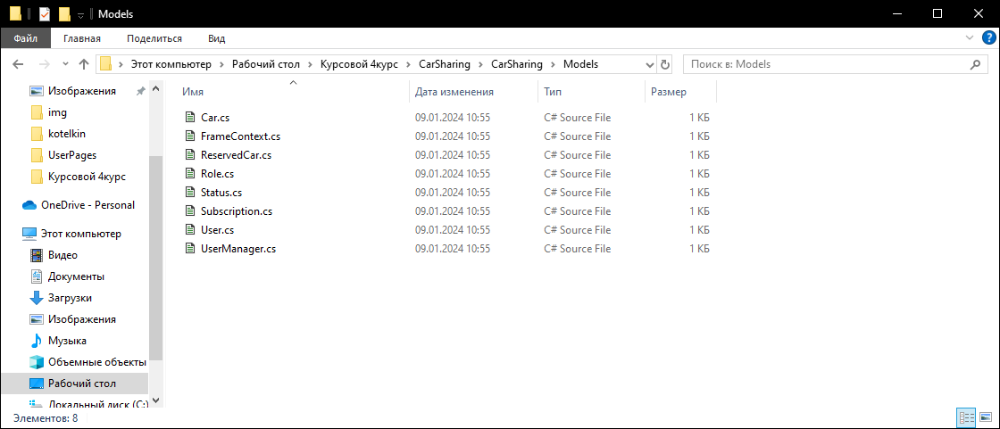 Models
Файл Главная Поделиться Вид
Этот компьютер Рабочий стол Курсовой 4курс CarSharing CarSharing Models Поиск в: Models
Изображения
img
kotelkin
UserPages
Курсовой 4курс
OneDrive - Personal
Этот компьютер
Видео
Документы
Загрузки
Изображения
Музыка
Объемные объекты
Рабочий стол
Локальный диск (C:)
Имя Дата изменения Тип Размер
Car.cs 09.01.2024 10:55 C# Source File 1 КБ
FrameContext.cs 09.01.2024 10:55 C# Source File 1 КБ
ReservedCar.cs 09.01.2024 10:55 C# Source File 1 КБ
Role.cs 09.01.2024 10:55 C# Source File 1 КБ
Status.cs 09.01.2024 10:55 C# Source File 1 КБ
Subscription.cs 09.01.2024 10:55 C# Source File 1 КБ
User.cs 09.01.2024 10:55 C# Source File 1 КБ
UserManager.cs 09.01.2024 10:55 C# Source File 1 КБ
Элементов: 8